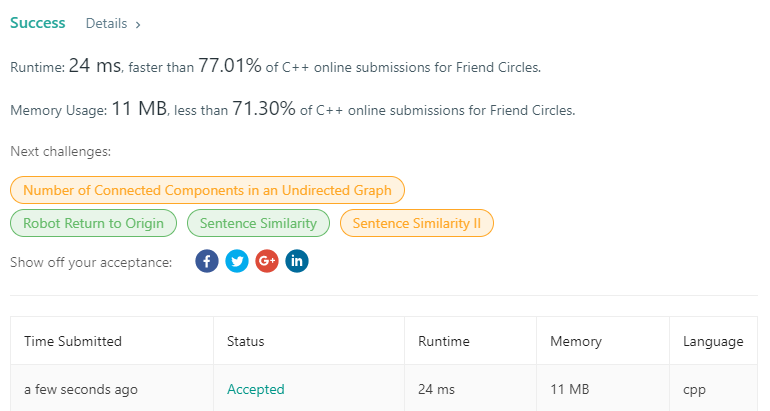 Success Details >
Runtime: 24 ms, faster than 77.01% of C++ online submissions for Friend Circles.
Memory Usage: 11 MB, less than 71.30% of C++ online submissions for Friend Circles.
Next challenges:
Number of Connected Components in an Undirected Graph
Robot Return to Origin Sentence Similarity Sentence Similarity II
Show off your acceptance: f G+ in
Time Submitted Status Runtime Memory Language
a few seconds ago Accepted 24 ms 11 MB cpp